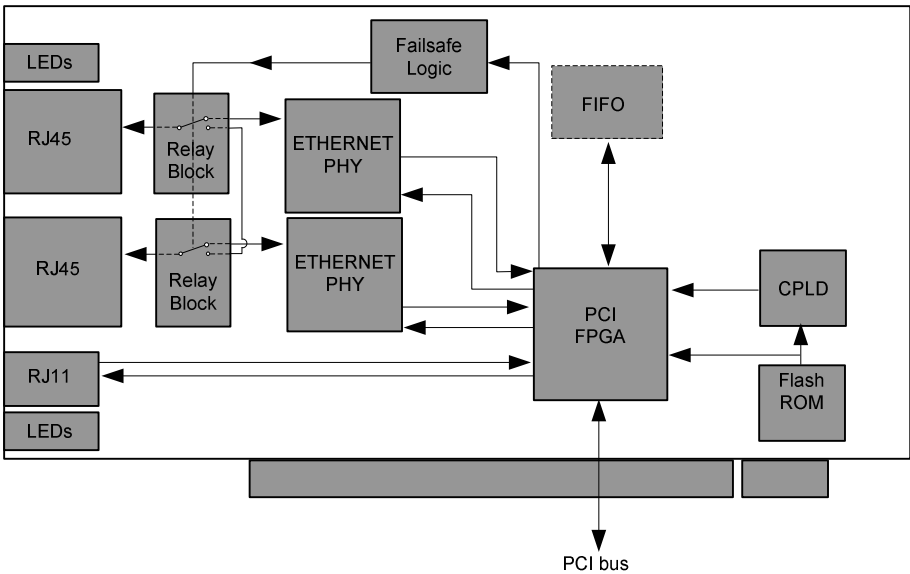 LEDs
Failsafe
Logic
FIFO
RJ45
Relay
Block
ETHERNET
PHY
RJ45
Relay
Block
ETHERNET
PHY
PCI
FPGA
CPLD
RJ11
Flash
ROM
LEDs
PCI bus